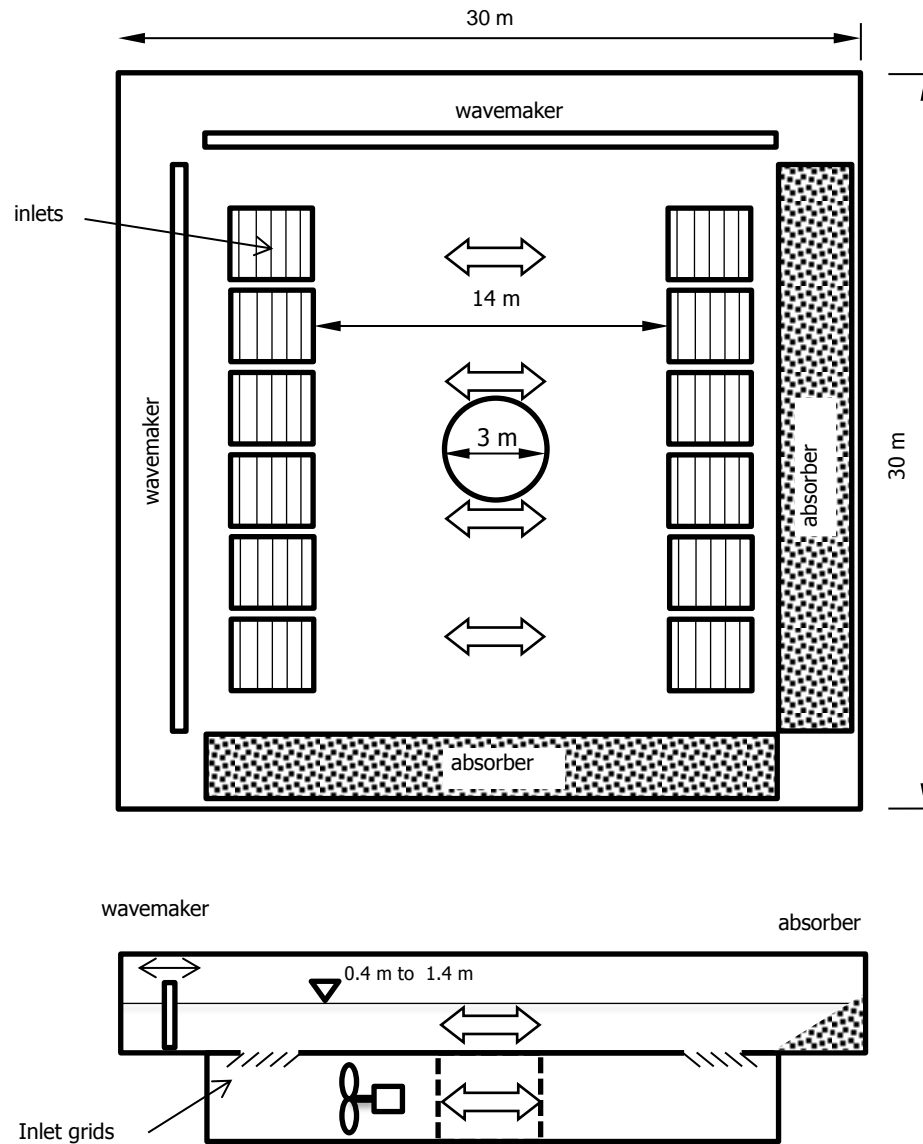 30 m
wavemaker
inlets
14 m
wavemaker
3 m
absorber
30 m
absorber
wavemaker
absorber
0.4 m to 1.4 m
Inlet grids